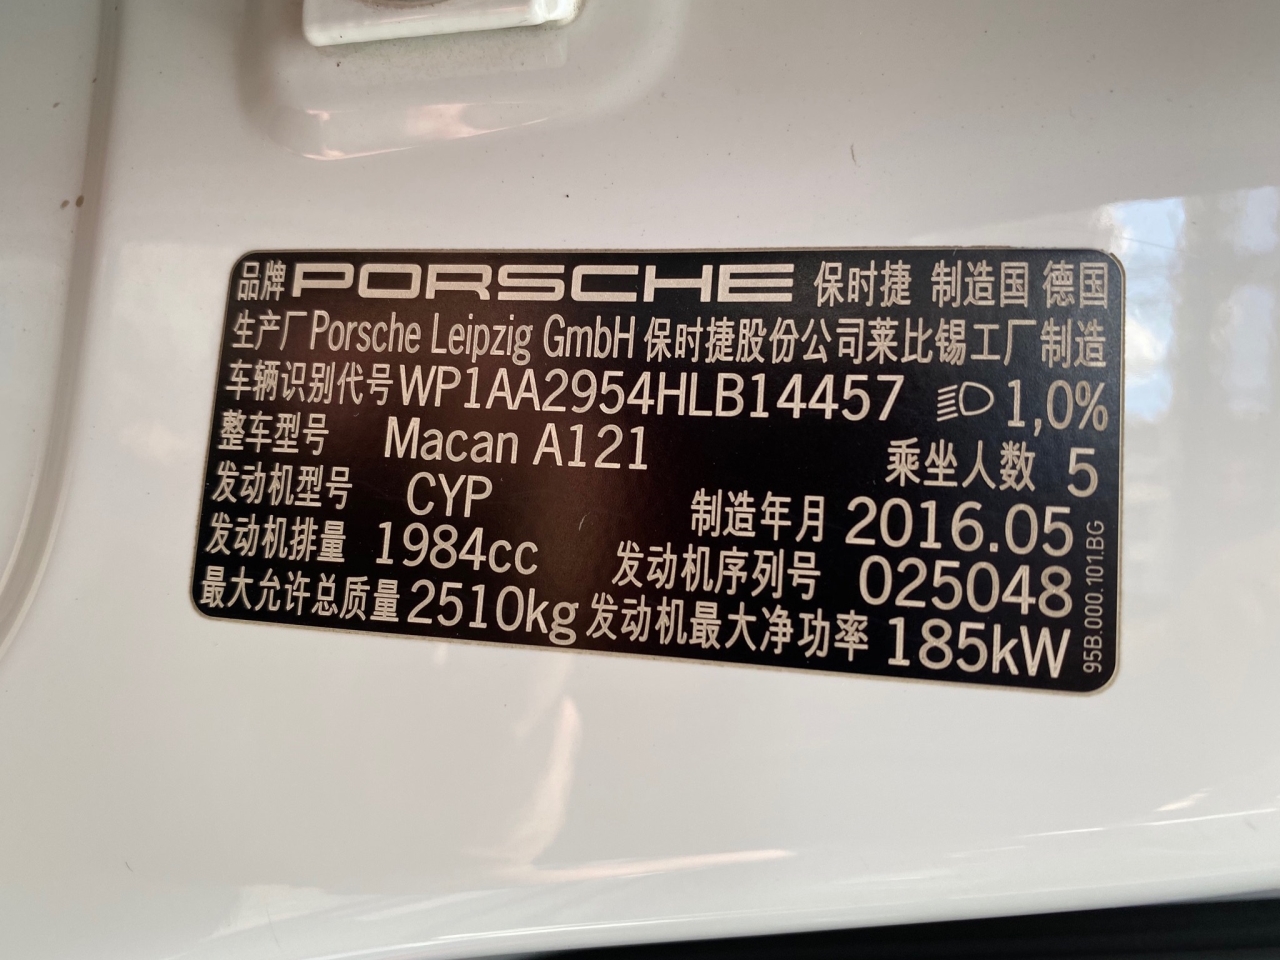 品牌 PORSCHE 保时捷 制造国 德国
生产厂 Porsche Leipzig GmbH 保时捷股份公司莱比锡工厂 制造
车辆识别代号 WP1AA2954HLB14457 1,0%
整车型号 Macan A121 乘坐人数 5
发动机型号 CYP 制造年月 2016.05
发动机排量 1984cc 发动机序列号 025048
最大允许总质量 2510kg 发动机最大净功率 185kW
95B.000.101.BG